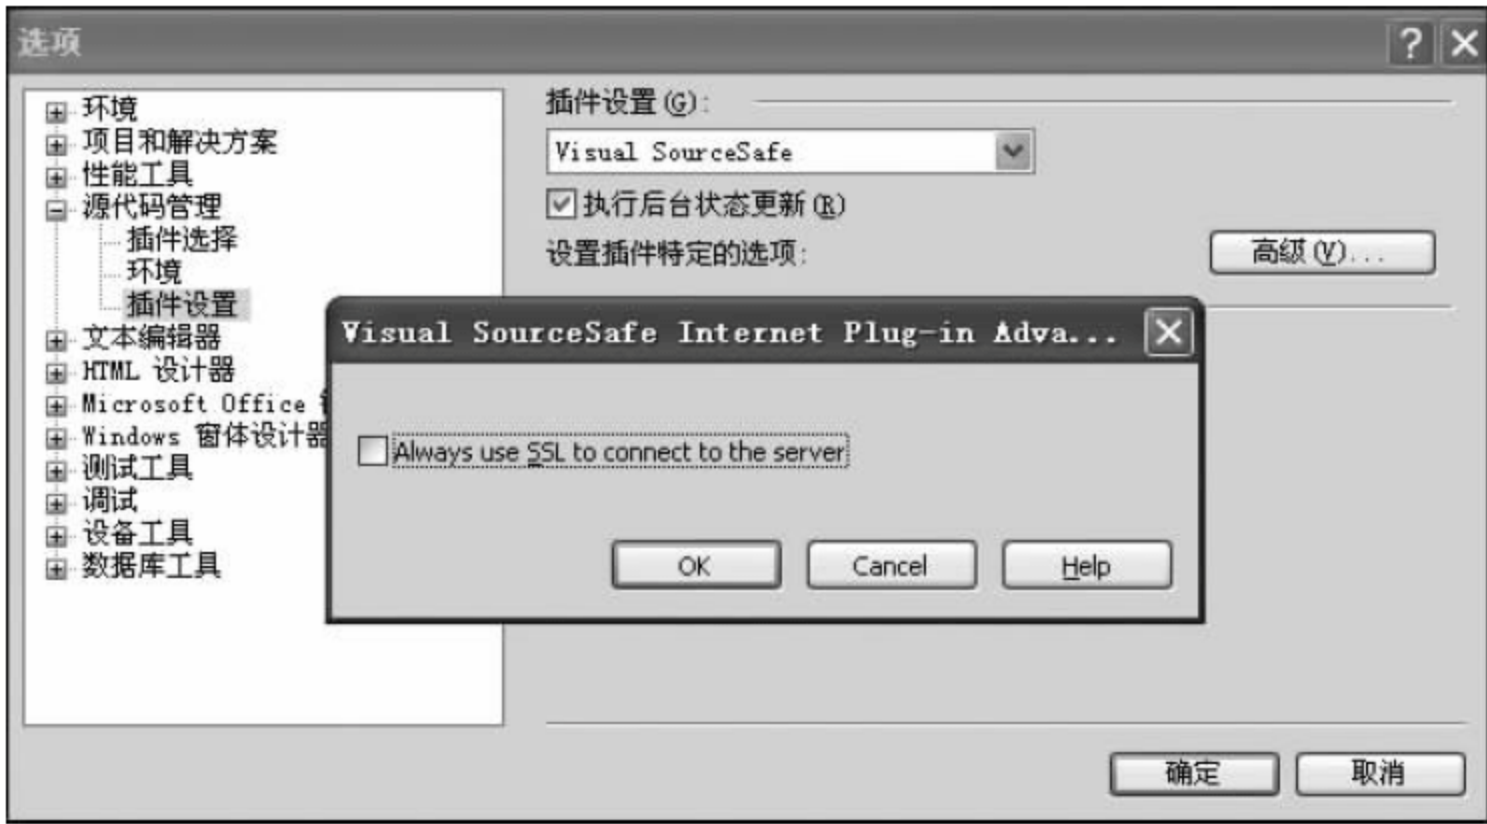 选项
环境
项目和解决方案
性能工具
源代码管理
插件选择
环境
插件设置
文本编辑器
HTML 设计器
Microsoft Office
Windows 窗体设计器
测试工具
调试
设备工具
数据库工具
插件设置(G):
Visual SourceSafe
执行后台状态更新(R)
设置插件特定的选项:
高级(V)...
Visual SourceSafe Internet Plug-in Adva...
Always use SSL to connect to the server
OK
Cancel
Help
确定
取消